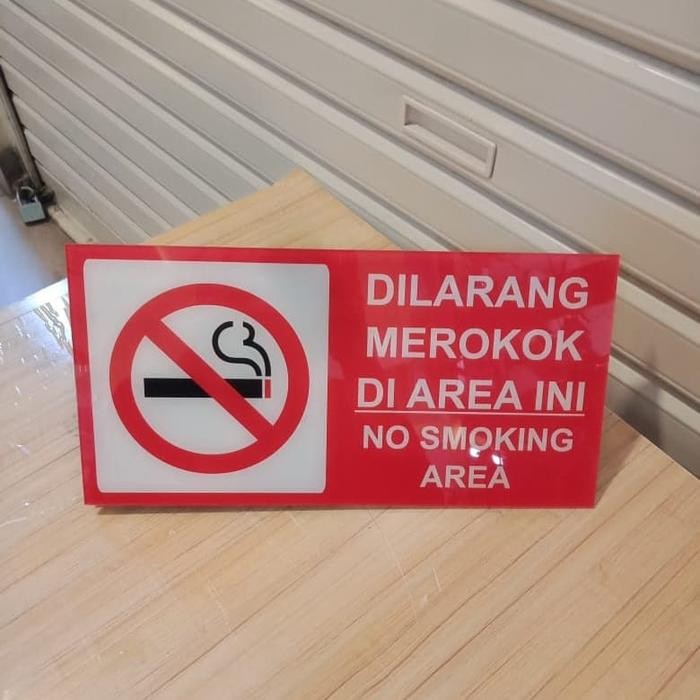 DILARANG
MEROKOK
DI AREA INI
NO SMOKING
AREA